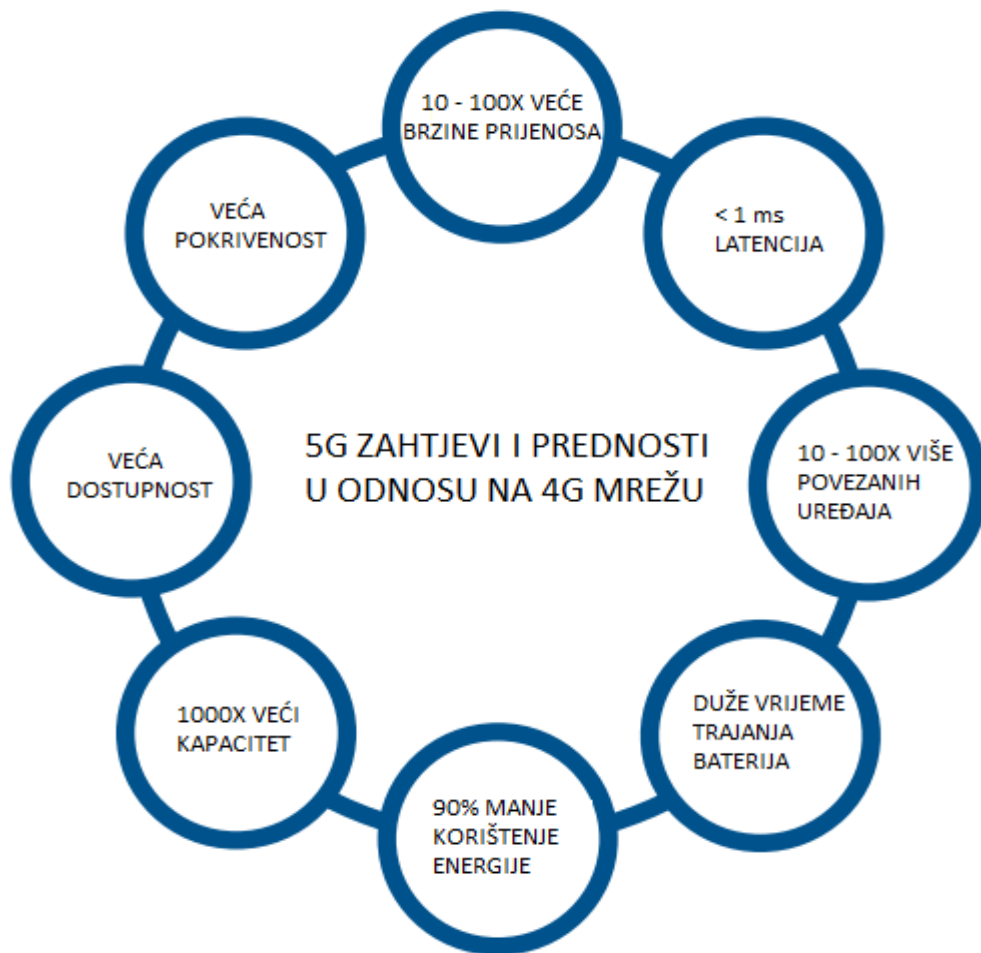 10 - 100X VEĆE
BRZINE PRIJENOSA
< 1 ms
LATENCIJA
10 - 100X VIŠE
POVEZANIH
UREĐAJA
DUŽE VRIJEME
TRAJANJA
BATERIJA
90% MANJE
KORIŠTENJE
ENERGIJE
1000X VEĆI
KAPACITET
VEĆA
DOSTUPNOST
VEĆA
POKRIVENOST
5G ZAHTJEVI I PREDNOSTI
U ODNOSU NA 4G MREŽU